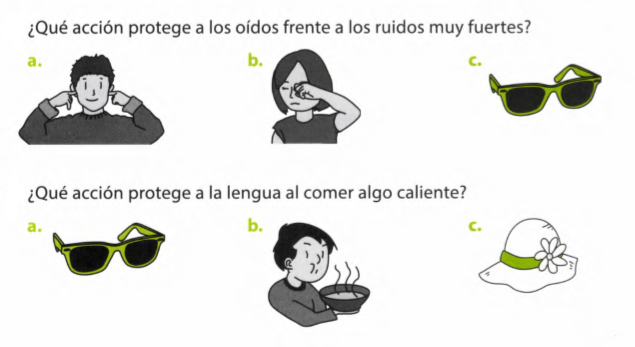 ¿Qué acción protege a los oídos frente a los ruidos muy fuertes?
a.
b.
c.
¿Qué acción protege a la lengua al comer algo caliente?
a.
b.
c.